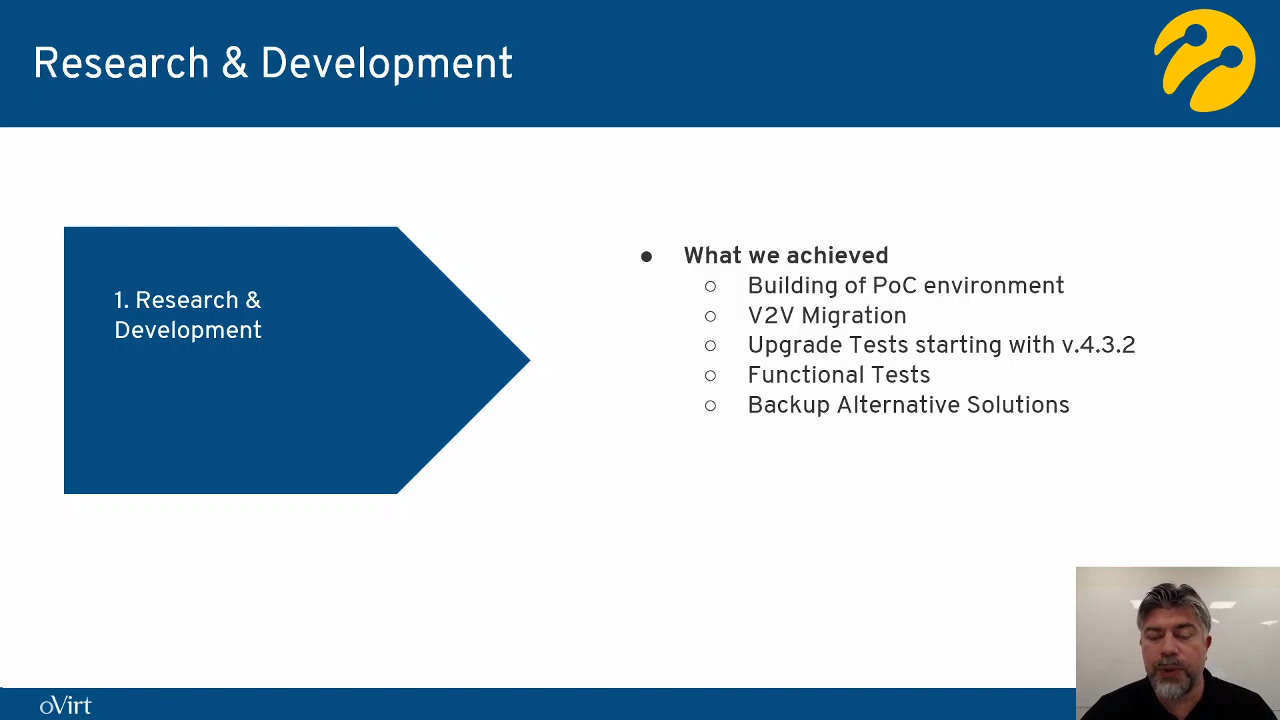 Research & Development
1. Research &
Development
● What we achieved
○ Building of PoC environment
○ V2V Migration
○ Upgrade Tests starting with v.4.3.2
○ Functional Tests
○ Backup Alternative Solutions
oVirt